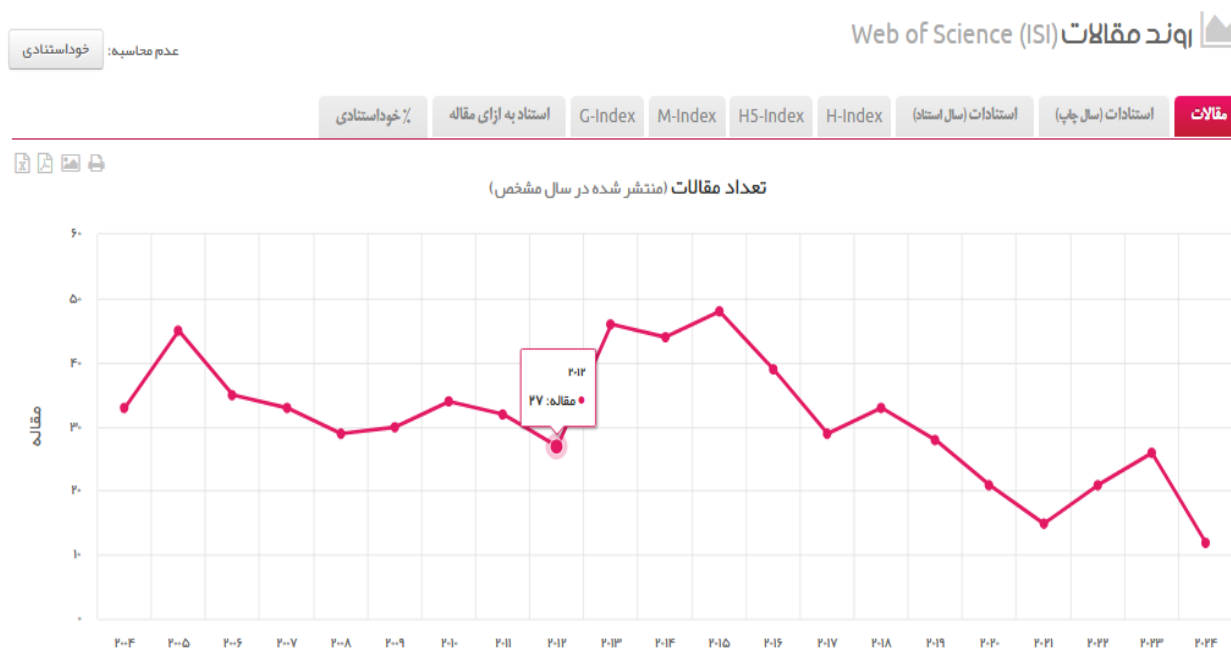 روند مقالات Web of Science (ISI)
عدم محاسبه: خوداستنادی
مقالات
استنادات (سال چاپ)
استنادات (سال استناد)
H-Index
H5-Index
M-Index
G-Index
استناد به ازای مقاله
٪ خوداستنادی
تعداد مقالات (منتشر شده در سال مشخص)
۶۰
۵۰
۴۰
۳۰
۲۰
۱۰
۰
مقاله
۲۰۱۲
مقاله: ۲۷
۲۰۰۴ ۲۰۰۵ ۲۰۰۶ ۲۰۰۷ ۲۰۰۸ ۲۰۰۹ ۲۰۱۰ ۲۰۱۱ ۲۰۱۲ ۲۰۱۳ ۲۰۱۴ ۲۰۱۵ ۲۰۱۶ ۲۰۱۷ ۲۰۱۸ ۲۰۱۹ ۲۰۲۰ ۲۰۲۱ ۲۰۲۲ ۲۰۲۳ ۲۰۲۴